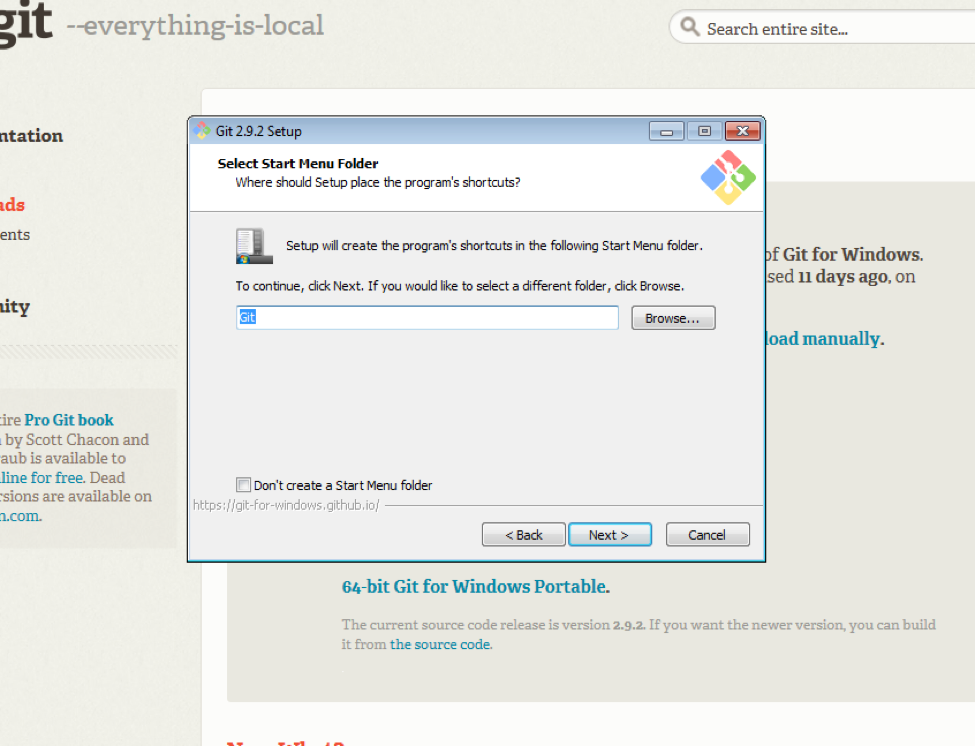 git --everything-is-local
Search entire site...
ntation
ads
ents
nity
tire Pro Git book
by Scott Chacon and
aub is available to
line for free. Dead
rsions are available on
n.com.
Git 2.9.2 Setup
Select Start Menu Folder
Where should Setup place the program's shortcuts?
Setup will create the program's shortcuts in the following Start Menu folder.
To continue, click Next. If you would like to select a different folder, click Browse.
Git
Browse...
Don't create a Start Menu folder
https://git-for-windows.github.io/
< Back
Next >
Cancel
of Git for Windows.
sed 11 days ago, on
load manually.
64-bit Git for Windows Portable.
The current source code release is version 2.9.2. If you want the newer version, you can build
it from the source code.